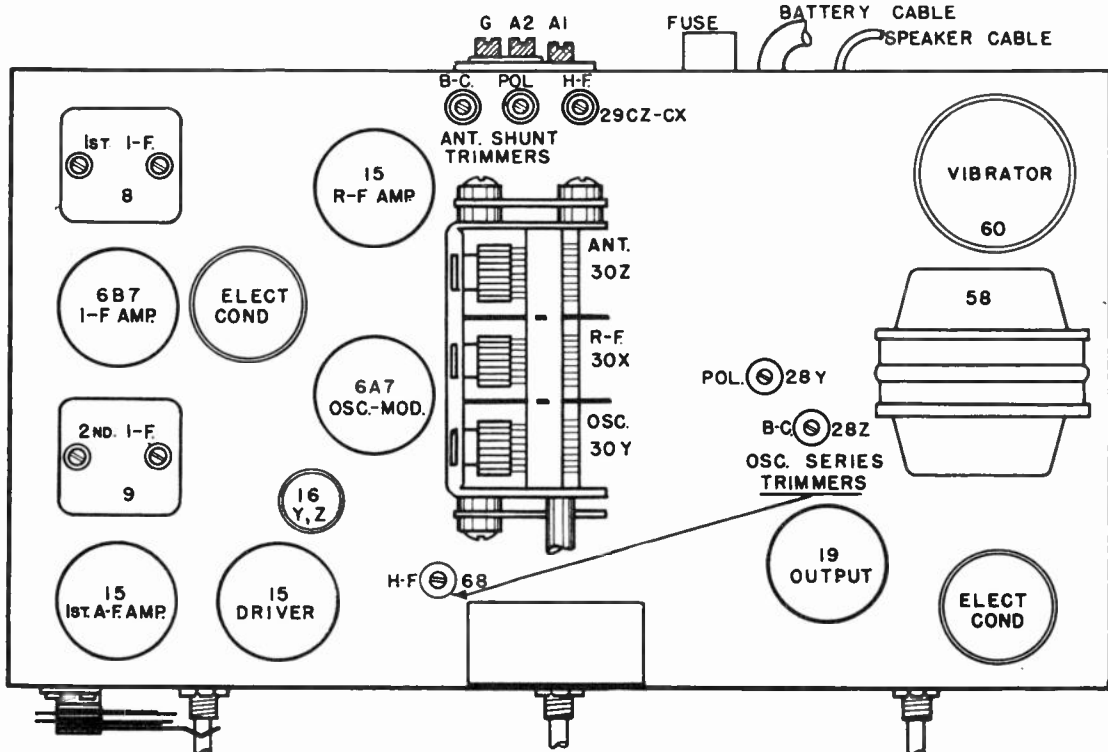 G A2 A1
FUSE
BATTERY CABLE
SPEAKER CABLE
B-C. POL H-F.
29CZ-CX
ANT. SHUNT
TRIMMERS
1ST. I-F.
8
15
R-F AMP.
VIBRATOR
60
ANT.
30Z
6B7
I-F AMP.
ELECT
COND
58
R-F.
30X
6A7
OSC.-MOD.
POL. 28Y
OSC.
30Y
B-C. 28Z
OSC. SERIES
TRIMMERS
2ND. I-F.
9
16
Y, Z
H-F 68
19
OUTPUT
15
1ST. A-F. AMP.
15
DRIVER
ELECT
COND